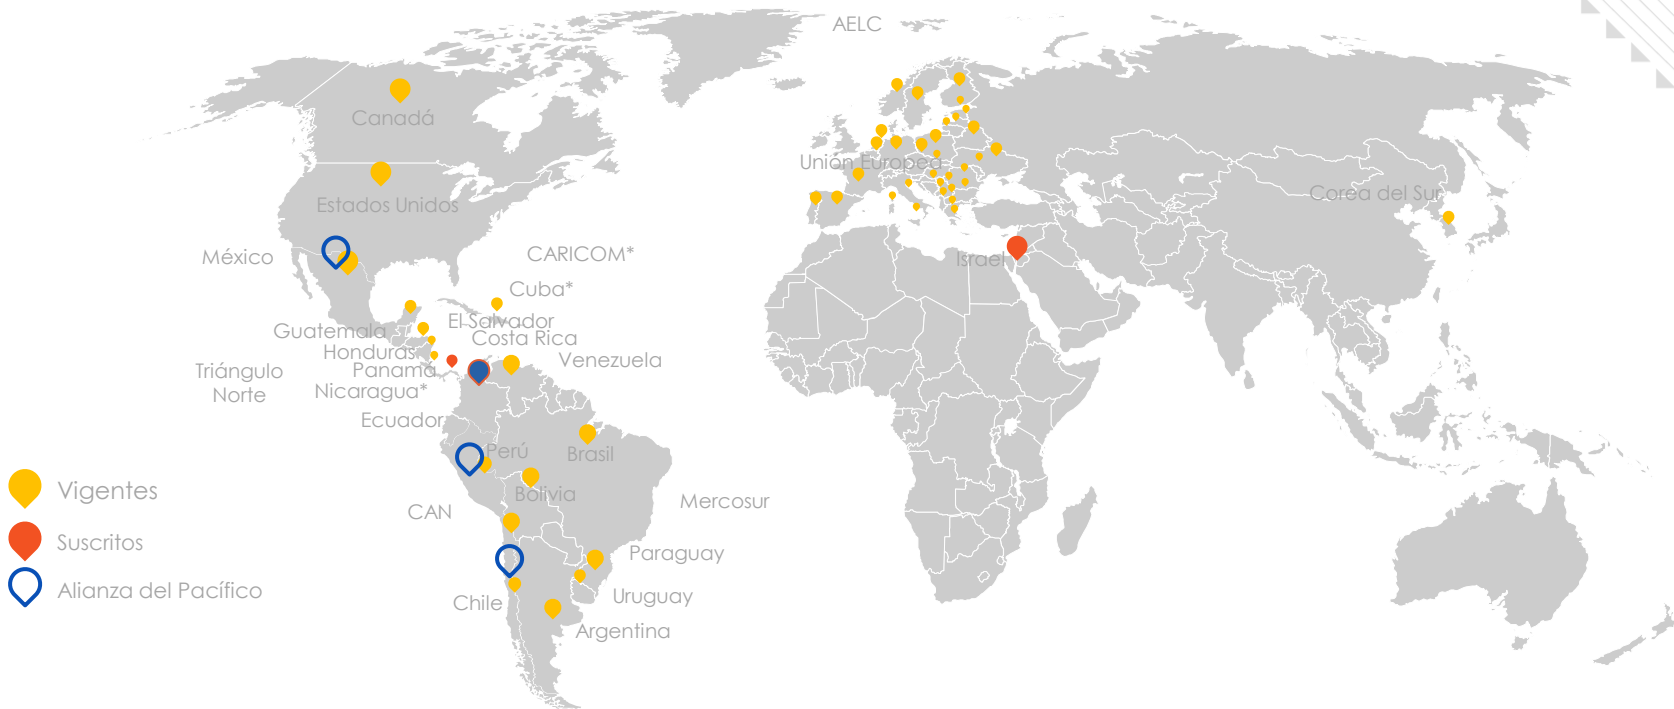 AELC
Canadá
Unión Europea
Estados Unidos
Corea del Sur
México
CARICOM*
Israel
Cuba*
Guatemala
El Salvador
Costa Rica
Honduras
Venezuela
Triángulo
Norte
Panamá
Nicaragua*
Ecuador
Perú
Brasil
Vigentes
Bolivia
Mercosur
CAN
Suscritos
Paraguay
Alianza del Pacífico
Chile
Uruguay
Argentina